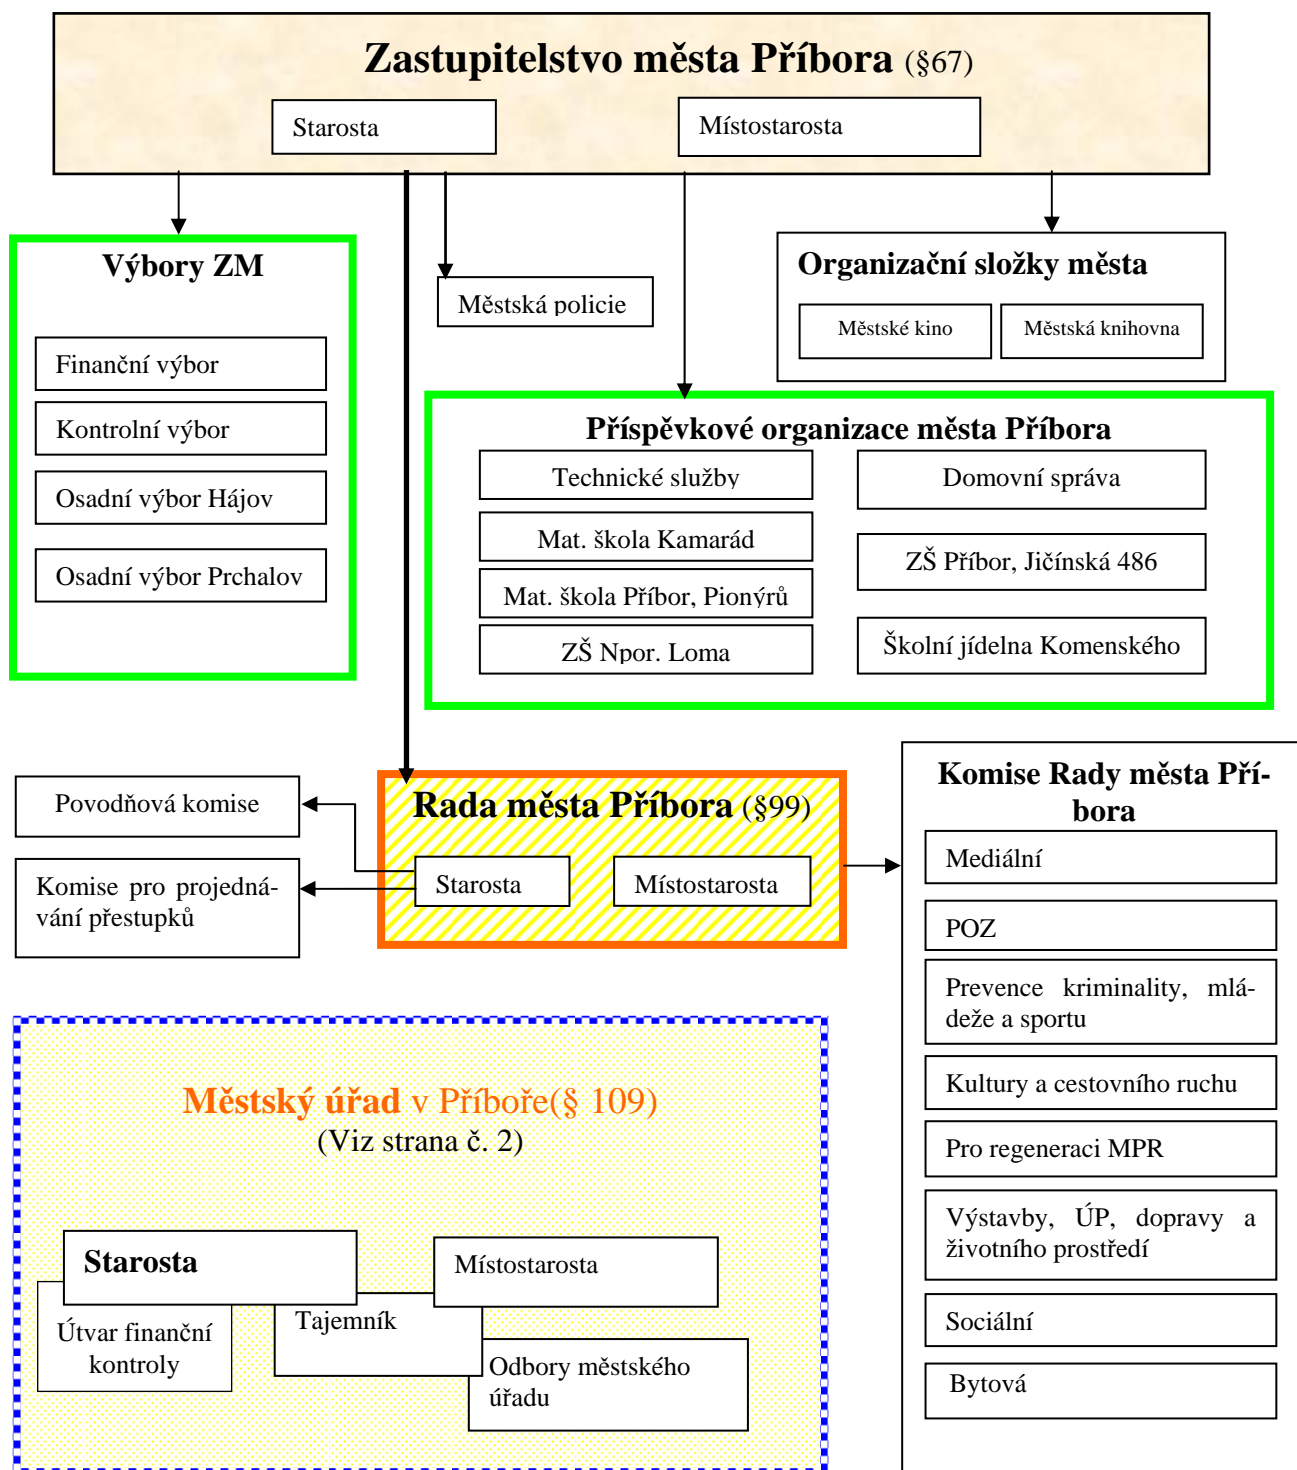 Zastupitelstvo města Příbora (§67)
Starosta
Místostarosta
Výbory ZM
Finanční výbor
Kontrolní výbor
Osadní výbor Hájov
Osadní výbor Prchalov
Městská policie
Organizační složky města
Městské kino
Městská knihovna
Příspěvkové organizace města Příbora
Technické služby
Mat. škola Kamarád
Mat. škola Příbor, Pionýrů
ZŠ Npor. Loma
Domovní správa
ZŠ Příbor, Jičínská 486
Školní jídelna Komenského
Povodňová komise
Komise pro projedná-
vání přestupků
Rada města Příbora (§99)
Starosta
Místostarosta
Komise Rady města Pří-
bora
Mediální
POZ
Prevence kriminality, mlá-
deže a sportu
Kultury a cestovního ruchu
Pro regeneraci MPR
Výstavby, ÚP, dopravy a
životního prostředí
Sociální
Bytová
Městský úřad v Příboře(§ 109)
(Viz strana č. 2)
Starosta
Místostarosta
Útvar finanční
kontroly
Tajemník
Odbory městského
úřadu